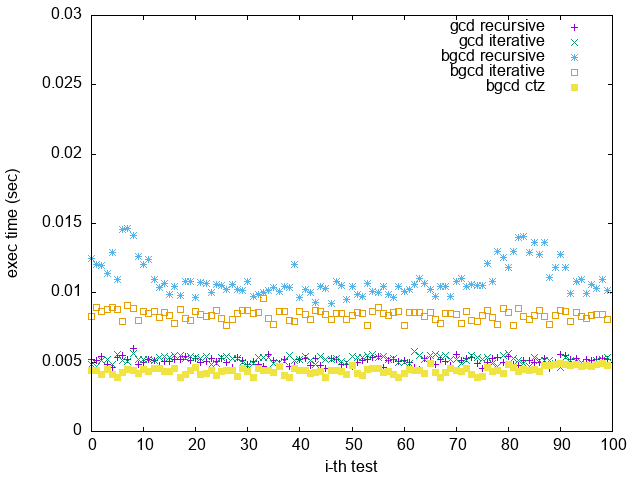 0.03
gcd recursive
gcd iterative
bgcd recursive
bgcd iterative
bgcd ctz
0.025
0.02
0.015
0.01
0.005
0
exec time (sec)
0 10 20 30 40 50 60 70 80 90 100
i-th test